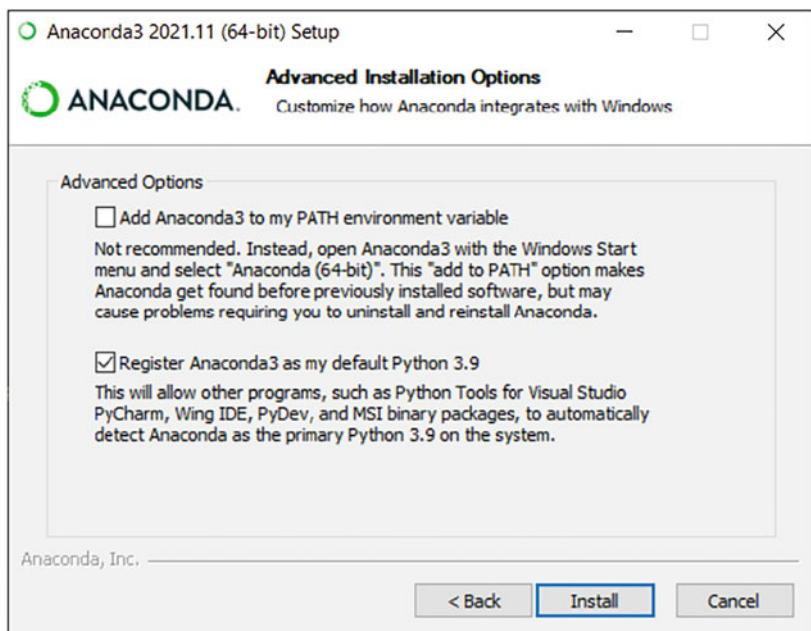 Anaconda3 2021.11 (64-bit) Setup
ANACONDA.
Advanced Installation Options
Customize how Anaconda integrates with Windows
Advanced Options
Add Anaconda3 to my PATH environment variable
Not recommended. Instead, open Anaconda3 with the Windows Start
menu and select "Anaconda (64-bit)". This "add to PATH" option makes
Anaconda get found before previously installed software, but may
cause problems requiring you to uninstall and reinstall Anaconda.
Register Anaconda3 as my default Python 3.9
This will allow other programs, such as Python Tools for Visual Studio
PyCharm, Wing IDE, PyDev, and MSI binary packages, to automatically
detect Anaconda as the primary Python 3.9 on the system.
Anaconda, Inc.
< Back
Install
Cancel